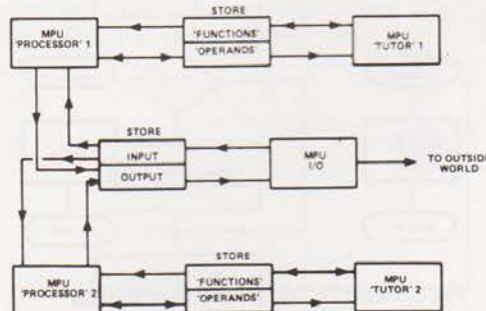 STORE
MPU
'PROCESSOR' 1
'FUNCTIONS'
'OPERANDS'
MPU
'TUTOR' 1
STORE
INPUT
OUTPUT
MPU
I/O
TO OUTSIDE
WORLD
STORE
MPU
'PROCESSOR' 2
'FUNCTIONS'
'OPERANDS'
MPU
'TUTOR' 2